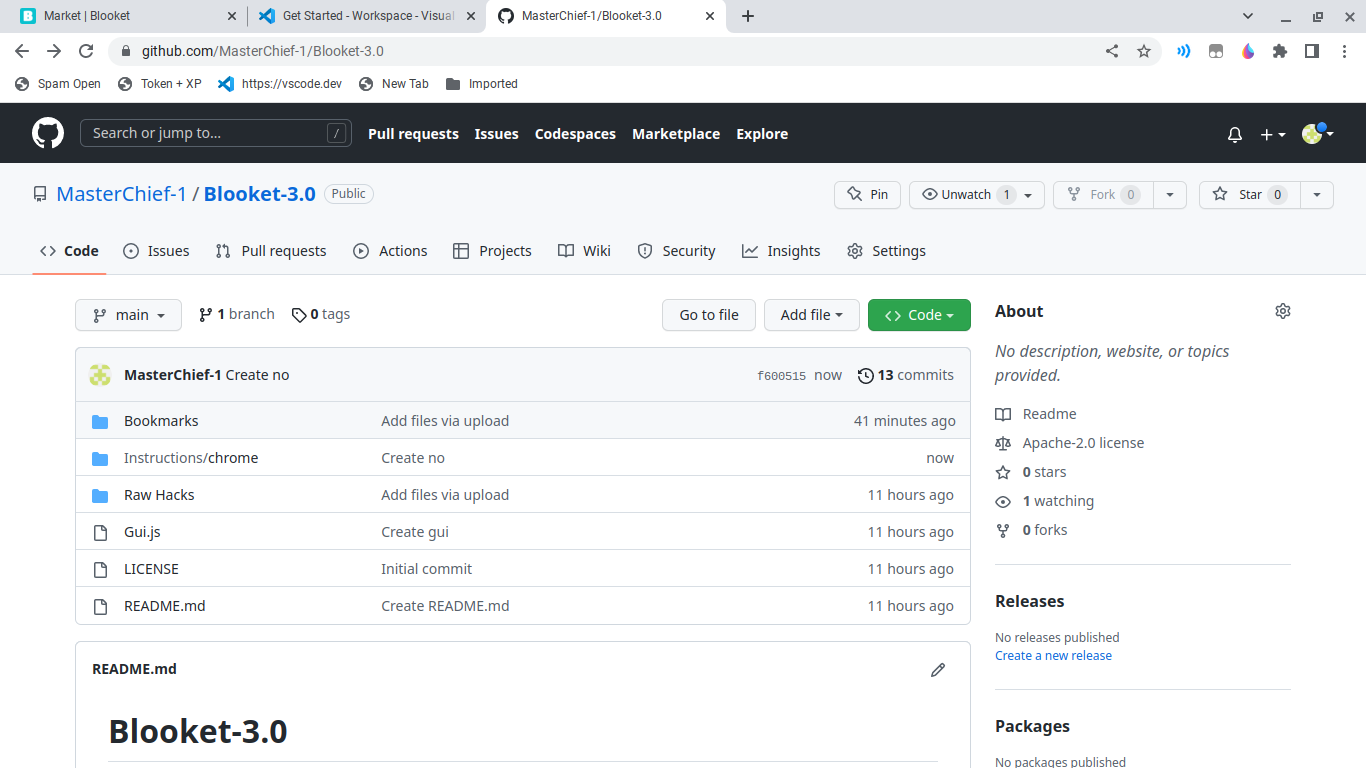 Market | Blooket
Get Started - Workspace - Visual
MasterChief-1/Blooket-3.0
github.com/MasterChief-1/Blooket-3.0
Spam Open
Token + XP
https://vscode.dev
New Tab
Imported
Search or jump to...
/
Pull requests
Issues
Codespaces
Marketplace
Explore
MasterChief-1 / Blooket-3.0
Public
Pin
Unwatch 1
Fork 0
Star 0
Code
Issues
Pull requests
Actions
Projects
Wiki
Security
Insights
Settings
main
1 branch
0 tags
Go to file
Add file
Code
MasterChief-1 Create no
f600515 now
13 commits
Bookmarks
Add files via upload
41 minutes ago
Instructions/chrome
Create no
now
Raw Hacks
Add files via upload
11 hours ago
Gui.js
Create gui
11 hours ago
LICENSE
Initial commit
11 hours ago
README.md
Create README.md
11 hours ago
README.md
Blooket-3.0
About
No description, website, or topics
provided.
Readme
Apache-2.0 license
0 stars
1 watching
0 forks
Releases
No releases published
Create a new release
Packages
No packages published